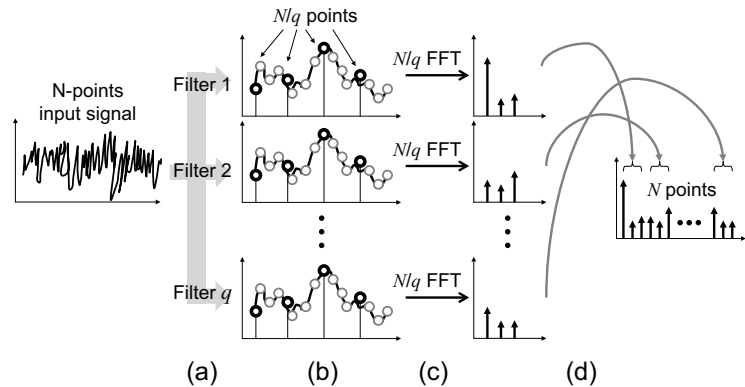 N/q points
N-points
input signal
Filter 1
N/q FFT
Filter 2
N/q FFT
N points
Filter q
N/q FFT
(a)
(b)
(c)
(d)